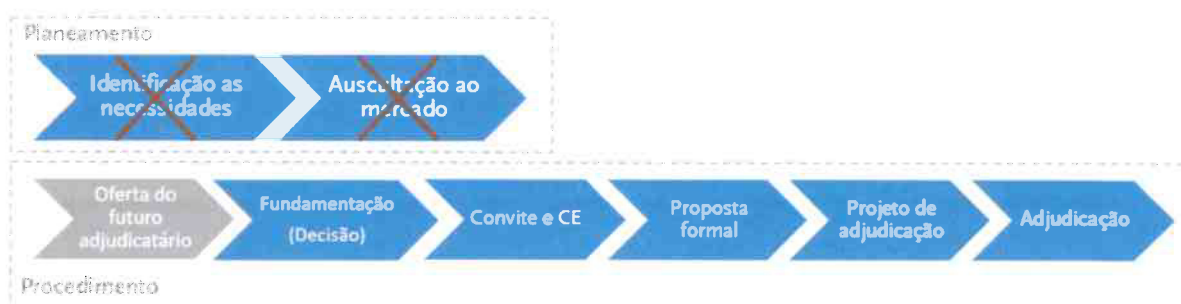 Planeamento
Identificação as
necessidades
Auscultação ao
mercado
Oferta do
futuro
adjudicatário
Fundamentação
(Decisão)
Convite e CE
Proposta
formal
Projeto de
adjudicação
Adjudicação
Procedimento